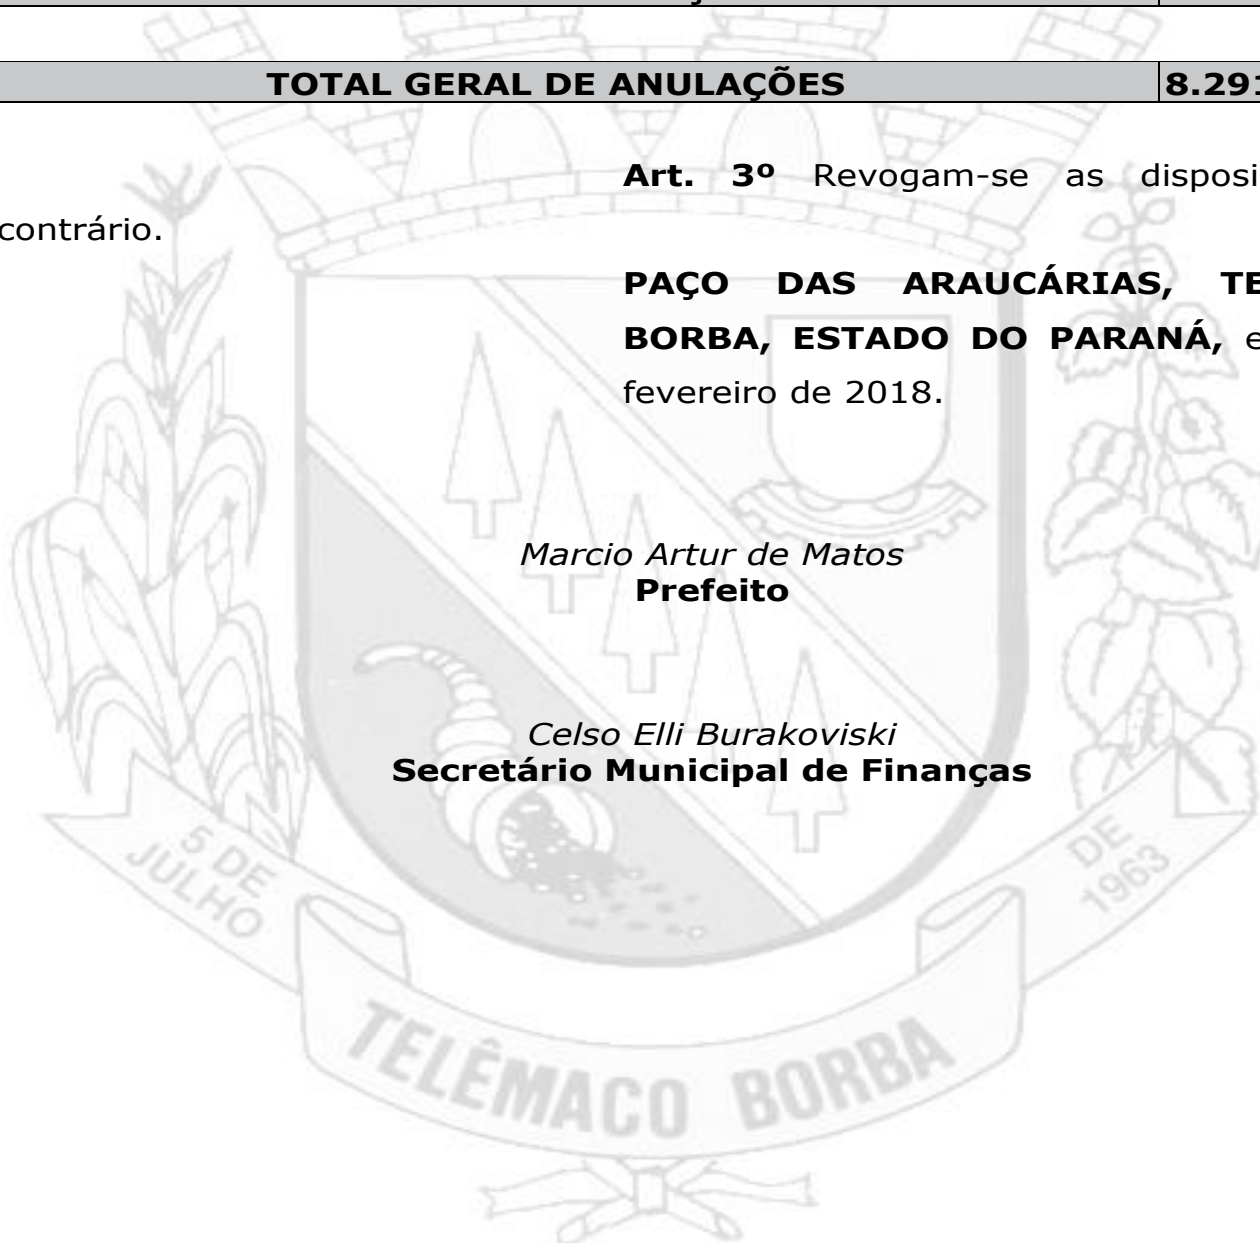 TOTAL GERAL DE ANULAÇÕES 8.291
Art. 3º Revogam-se as disposi
contrário.
PAÇO DAS ARAUCÁRIAS, TE
BORBA, ESTADO DO PARANÁ, e
fevereiro de 2018.
Marcio Artur de Matos
Prefeito
Celso Elli Burakoviski
Secretário Municipal de Finanças
5 DE
JULHO
DE
1963
TELÊMACO BORBA